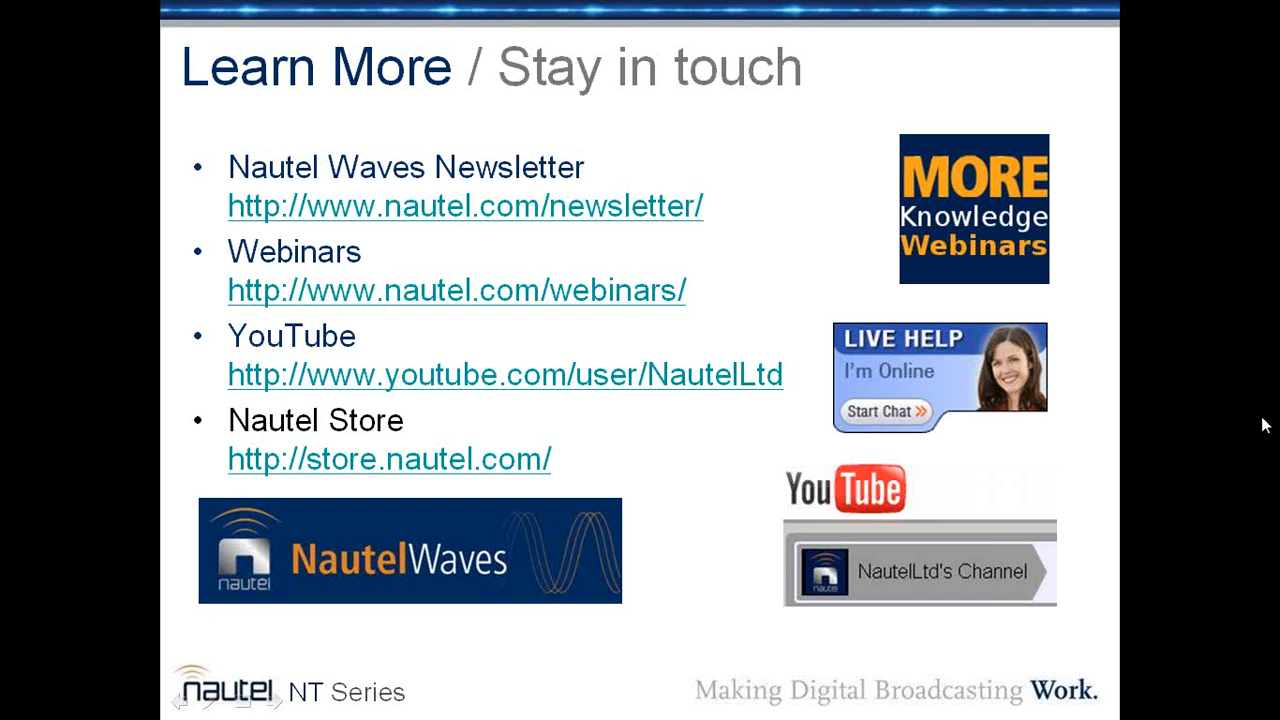 Learn More / Stay in touch
• Nautel Waves Newsletter
http://www.nautel.com/newsletter/
• Webinars
http://www.nautel.com/webinars/
• YouTube
http://www.youtube.com/user/NautelLtd
• Nautel Store
http://store.nautel.com/
MORE
Knowledge
Webinars
LIVE HELP
I'm Online
Start Chat »
YouTube
nautel NautelWaves
nautel NautelLtd's Channel
nautel NT Series
Making Digital Broadcasting Work.